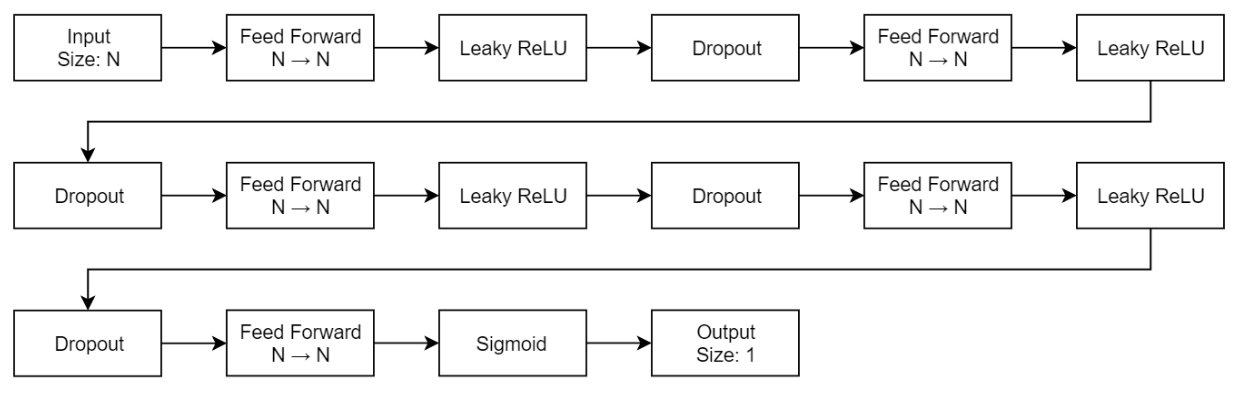 Input
Size: N
Feed Forward
N → N
Leaky ReLU
Dropout
Feed Forward
N → N
Leaky ReLU
Dropout
Feed Forward
N → N
Leaky ReLU
Dropout
Feed Forward
N → N
Leaky ReLU
Dropout
Feed Forward
N → N
Sigmoid
Output
Size: 1